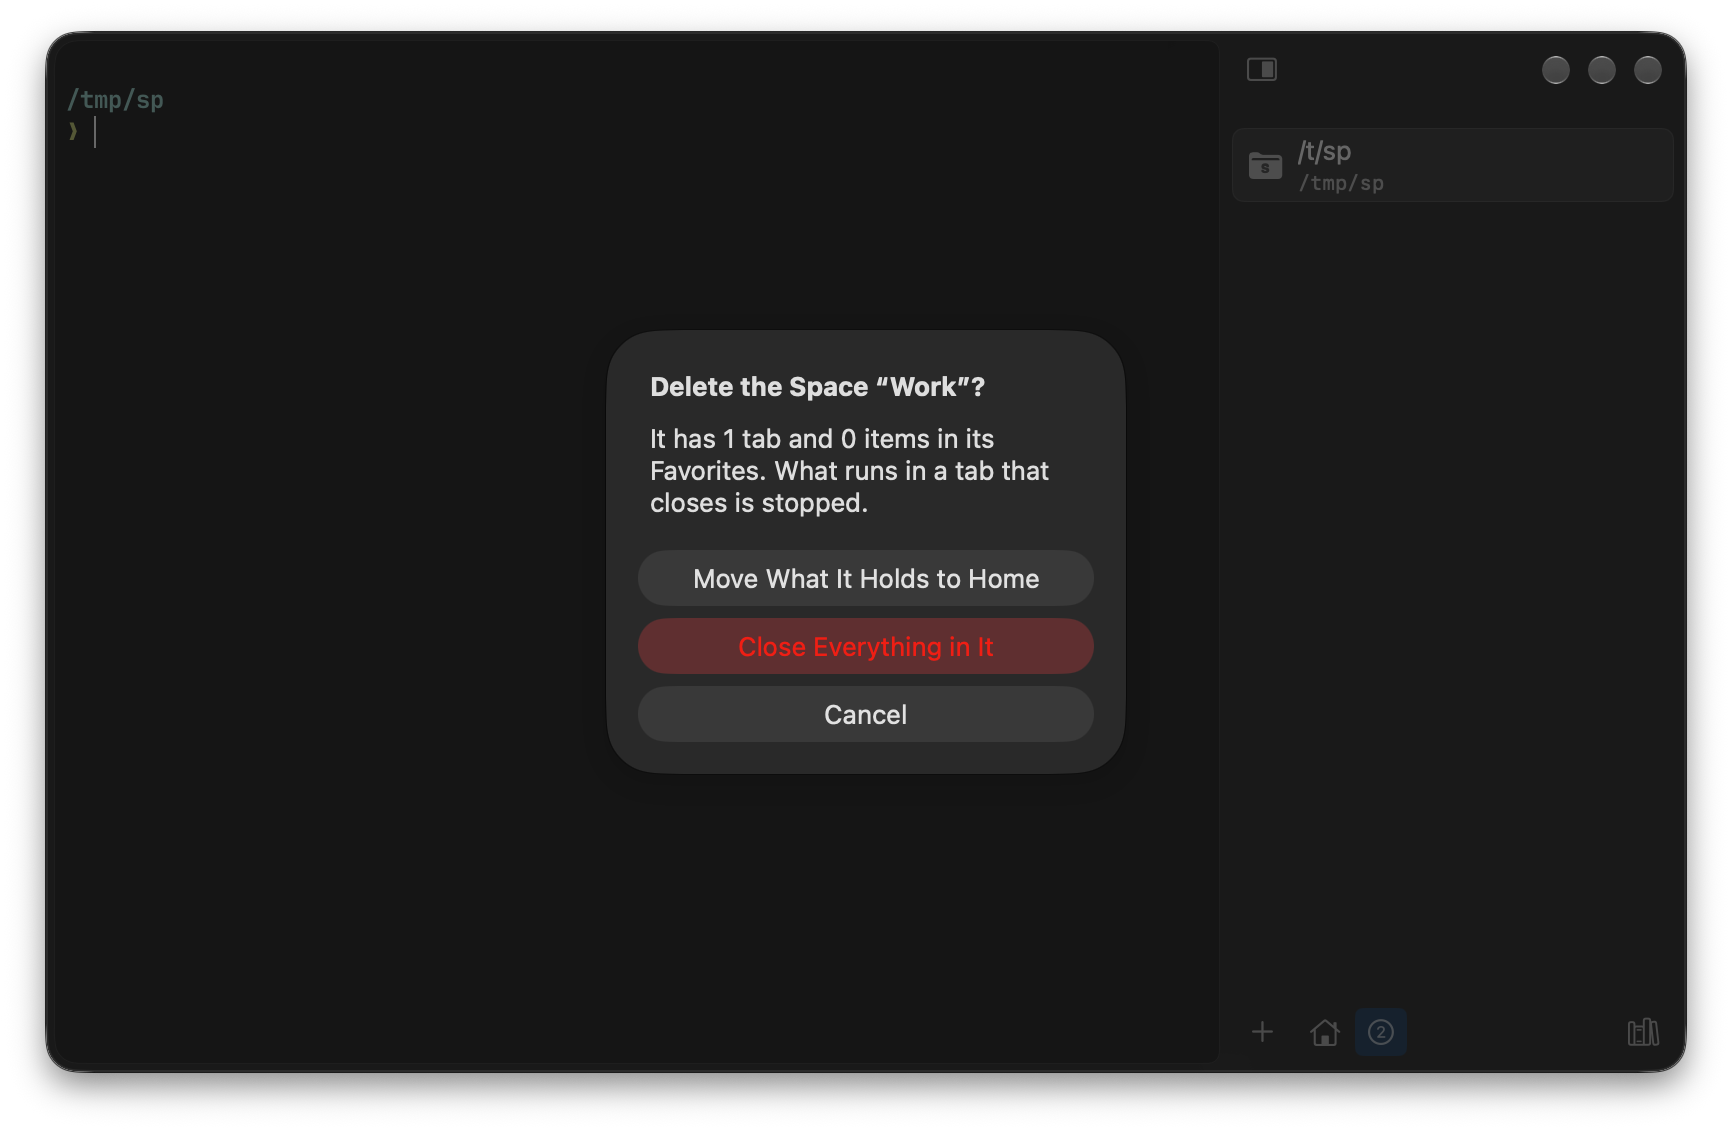 /tmp/sp
❯
/t/sp
/tmp/sp
s
Delete the Space “Work”?
It has 1 tab and 0 items in its
Favorites. What runs in a tab that
closes is stopped.
Move What It Holds to Home
Close Everything in It
Cancel
2